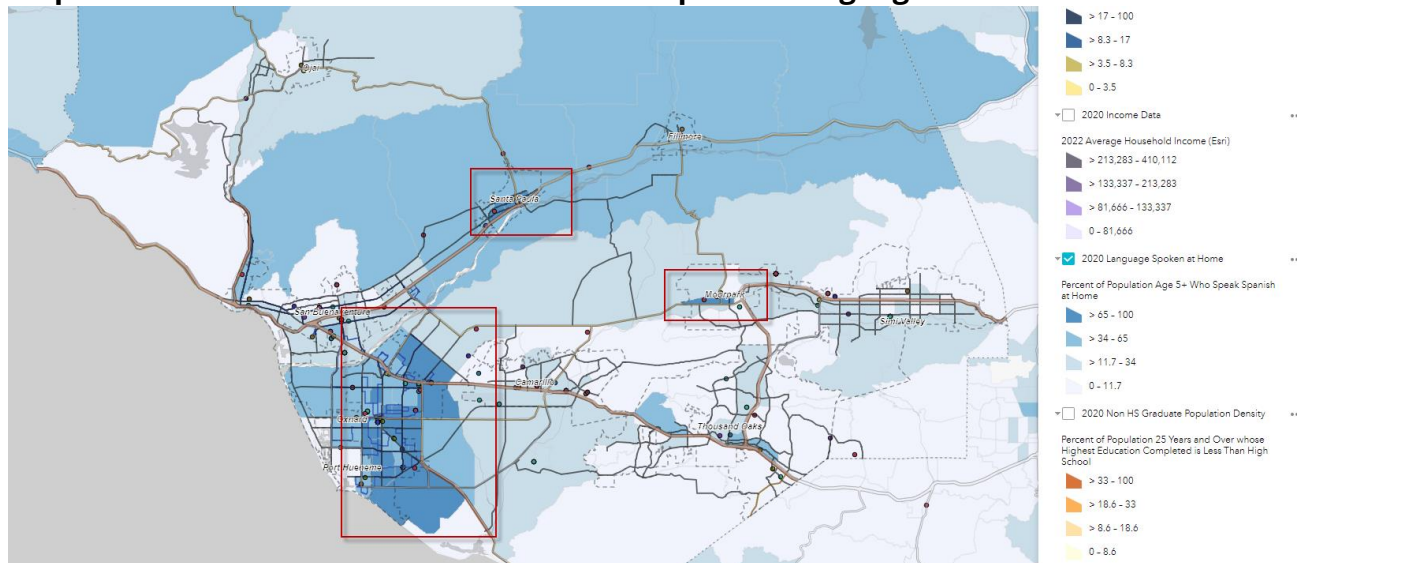 > 17 - 100
> 8.3 - 17
> 3.5 - 8.3
0 - 3.5
2020 Income Data
2022 Average Household Income (Esri)
> 213,283 - 410,112
> 133,337 - 213,283
> 81,666 - 133,337
0 - 81,666
2020 Language Spoken at Home
Percent of Population Age 5+ Who Speak Spanish
at Home
> 65 - 100
> 34 - 65
> 11.7 - 34
0 - 11.7
2020 Non HS Graduate Population Density
Percent of Population 25 Years and Over whose
Highest Education Completed is Less Than High
School
> 33 - 100
> 18.6 - 33
> 8.6 - 18.6
0 - 8.6
Ojai
Fillmore
Santa Paula
Moorpark
San Buenaventura
Simi Valley
Camarillo
Oxnard
Thousand Oaks
Port Hueneme